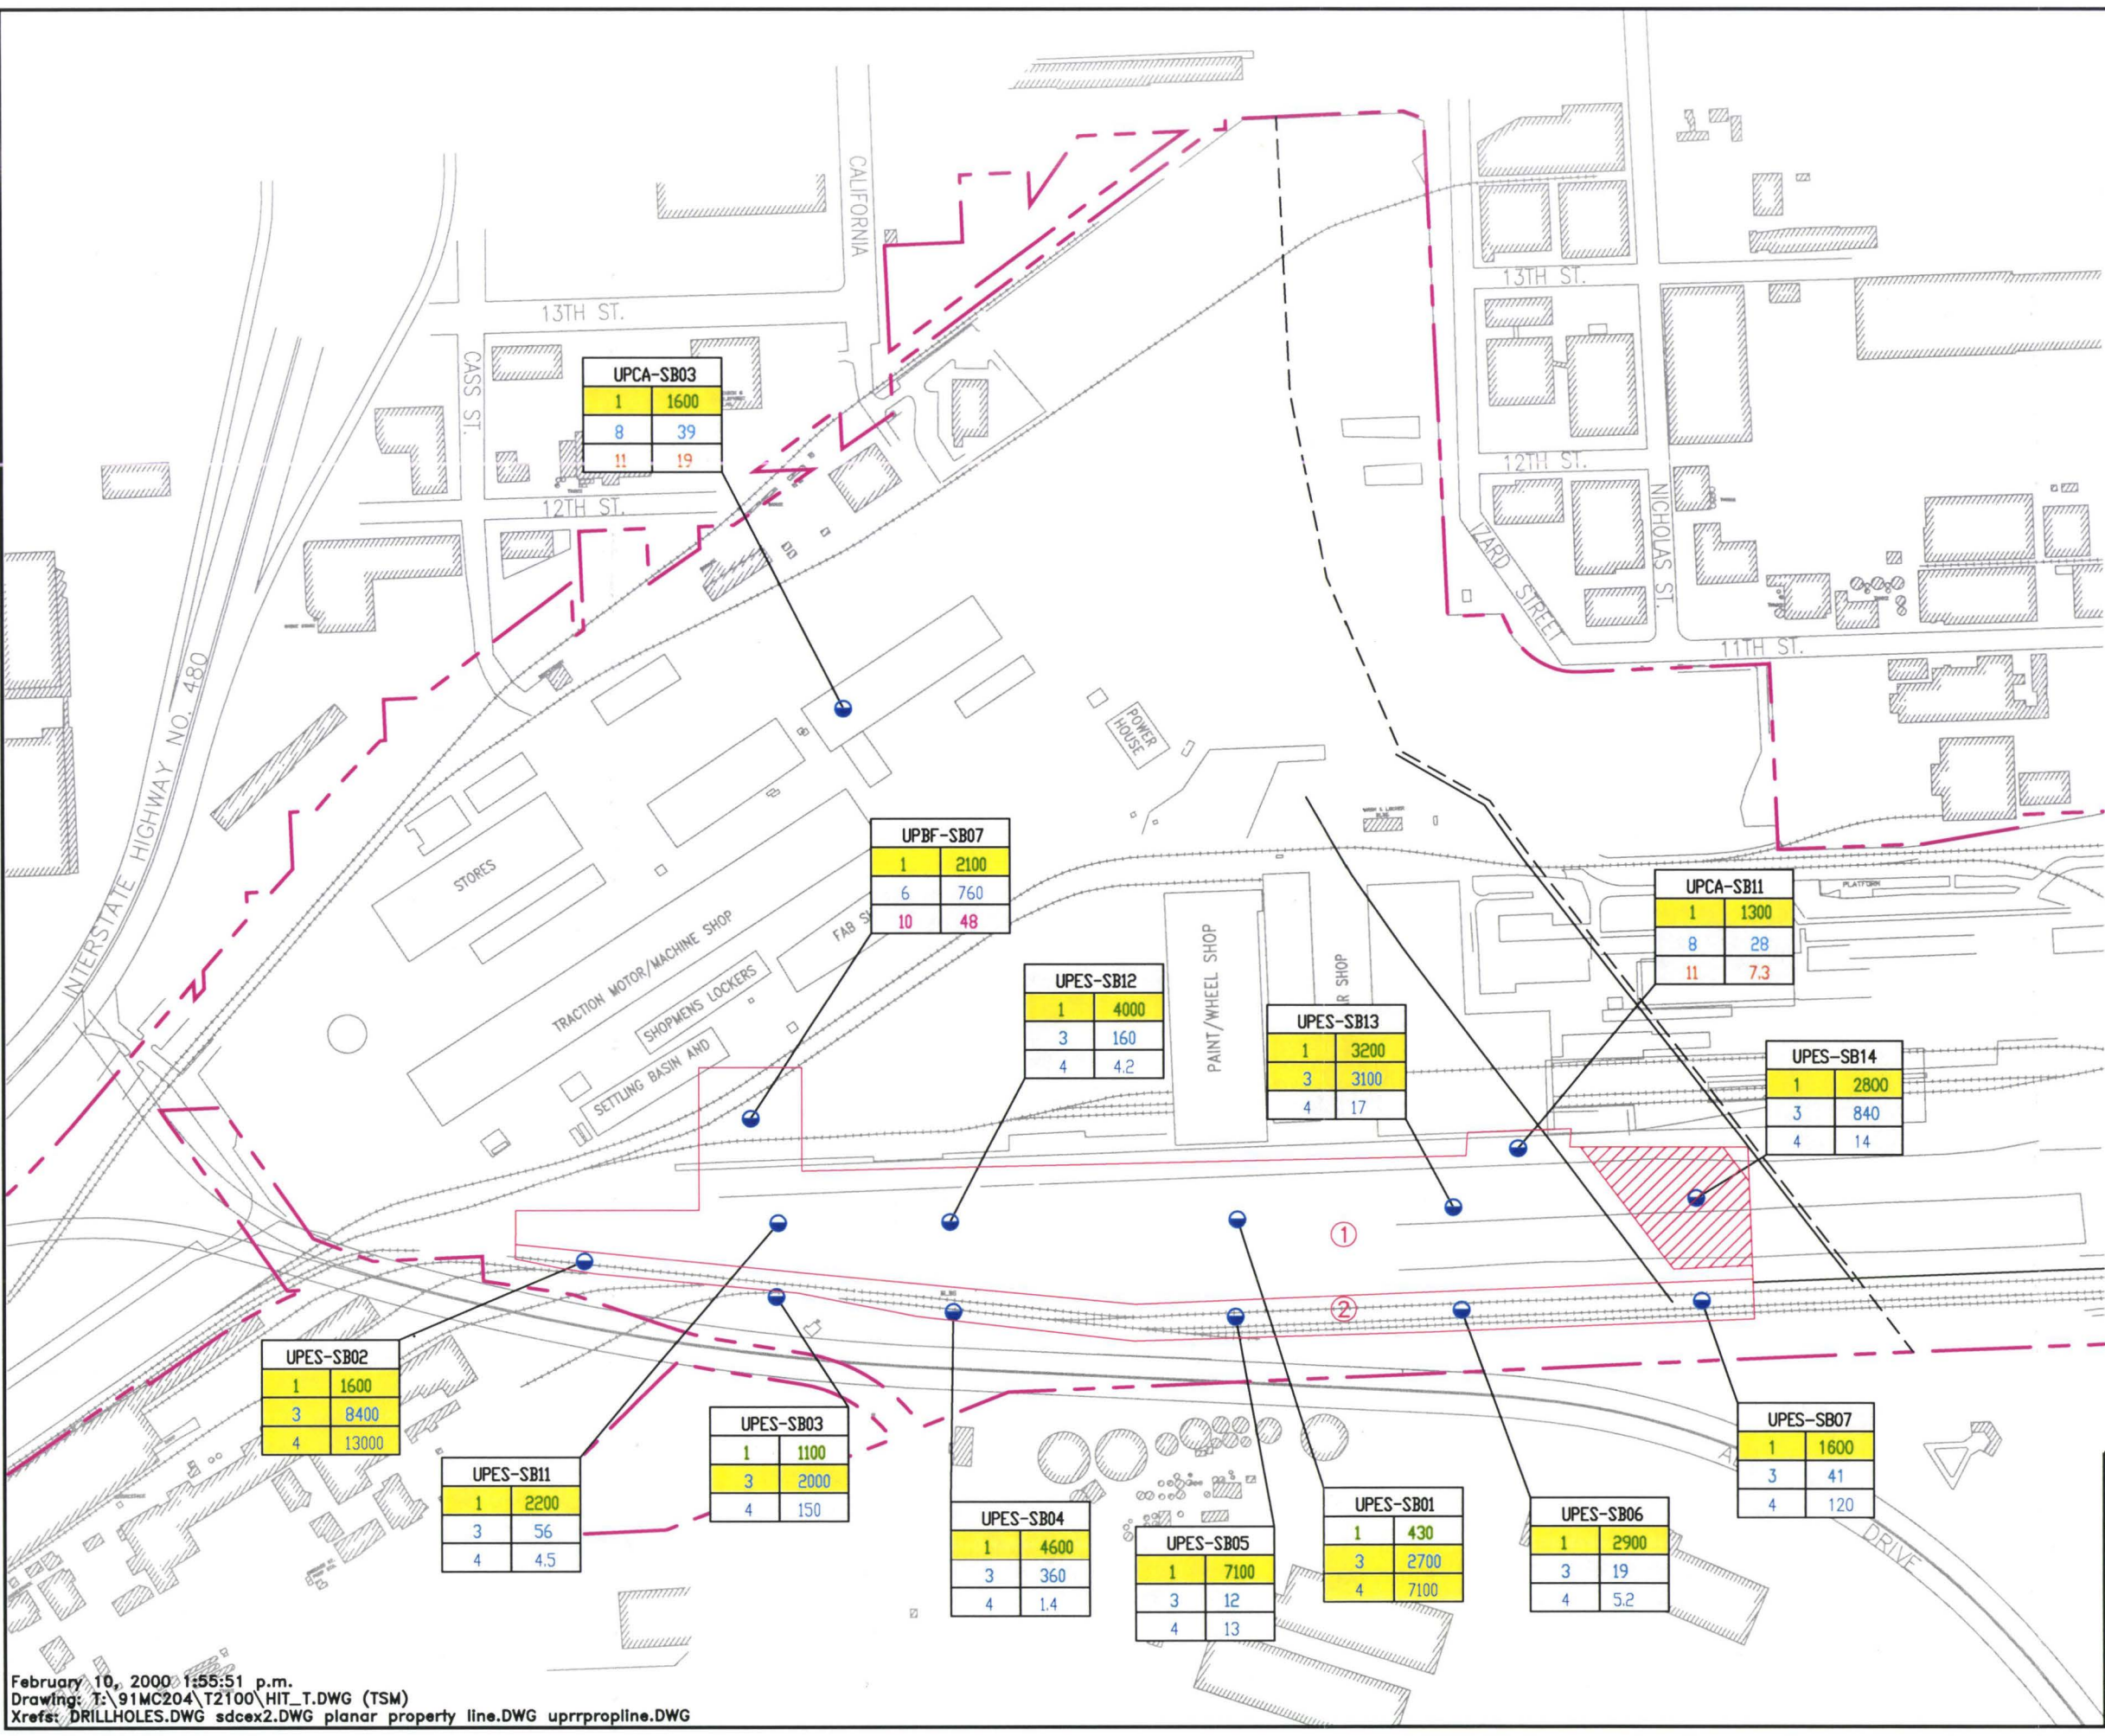 CALIFORNIA
13TH ST.
13TH ST.
CASS ST.
UPCA-SB03
1 1600
8 39
11 19
12TH ST.
12TH ST.
NICHOLAS ST.
IZARD STREET
11TH ST.
INTERSTATE HIGHWAY NO. 480
POWER
HOUSE
STORES
UPBF-SB07
1 2100
6 760
10 48
FAB S
TRACTION MOTOR/MACHINE SHOP
SHOPMENS LOCKERS
SETTLING BASIN AND
UPCA-SB11
1 1300
8 28
11 7.3
PLATFORM
PAINT/WHEEL SHOP
R SHOP
UPES-SB12
1 4000
3 160
4 4.2
UPES-SB13
1 3200
3 3100
4 17
UPES-SB14
1 2800
3 840
4 14
1
2
UPES-SB02
1 1600
3 8400
4 13000
UPES-SB11
1 2200
3 56
4 4.5
UPES-SB03
1 1100
3 2000
4 150
UPES-SB04
1 4600
3 360
4 1.4
UPES-SB05
1 7100
3 12
4 13
UPES-SB01
1 430
3 2700
4 7100
UPES-SB06
1 2900
3 19
4 5.2
UPES-SB07
1 1600
3 41
4 120
DRIVE
February 10, 2000 1:55:51 p.m.
Drawing: T:\91MC204\T2100\HIT_T.DWG (TSM)
Xrefs: DRILLHOLES.DWG sdcex2.DWG planar property line.DWG uprrpropline.DWG